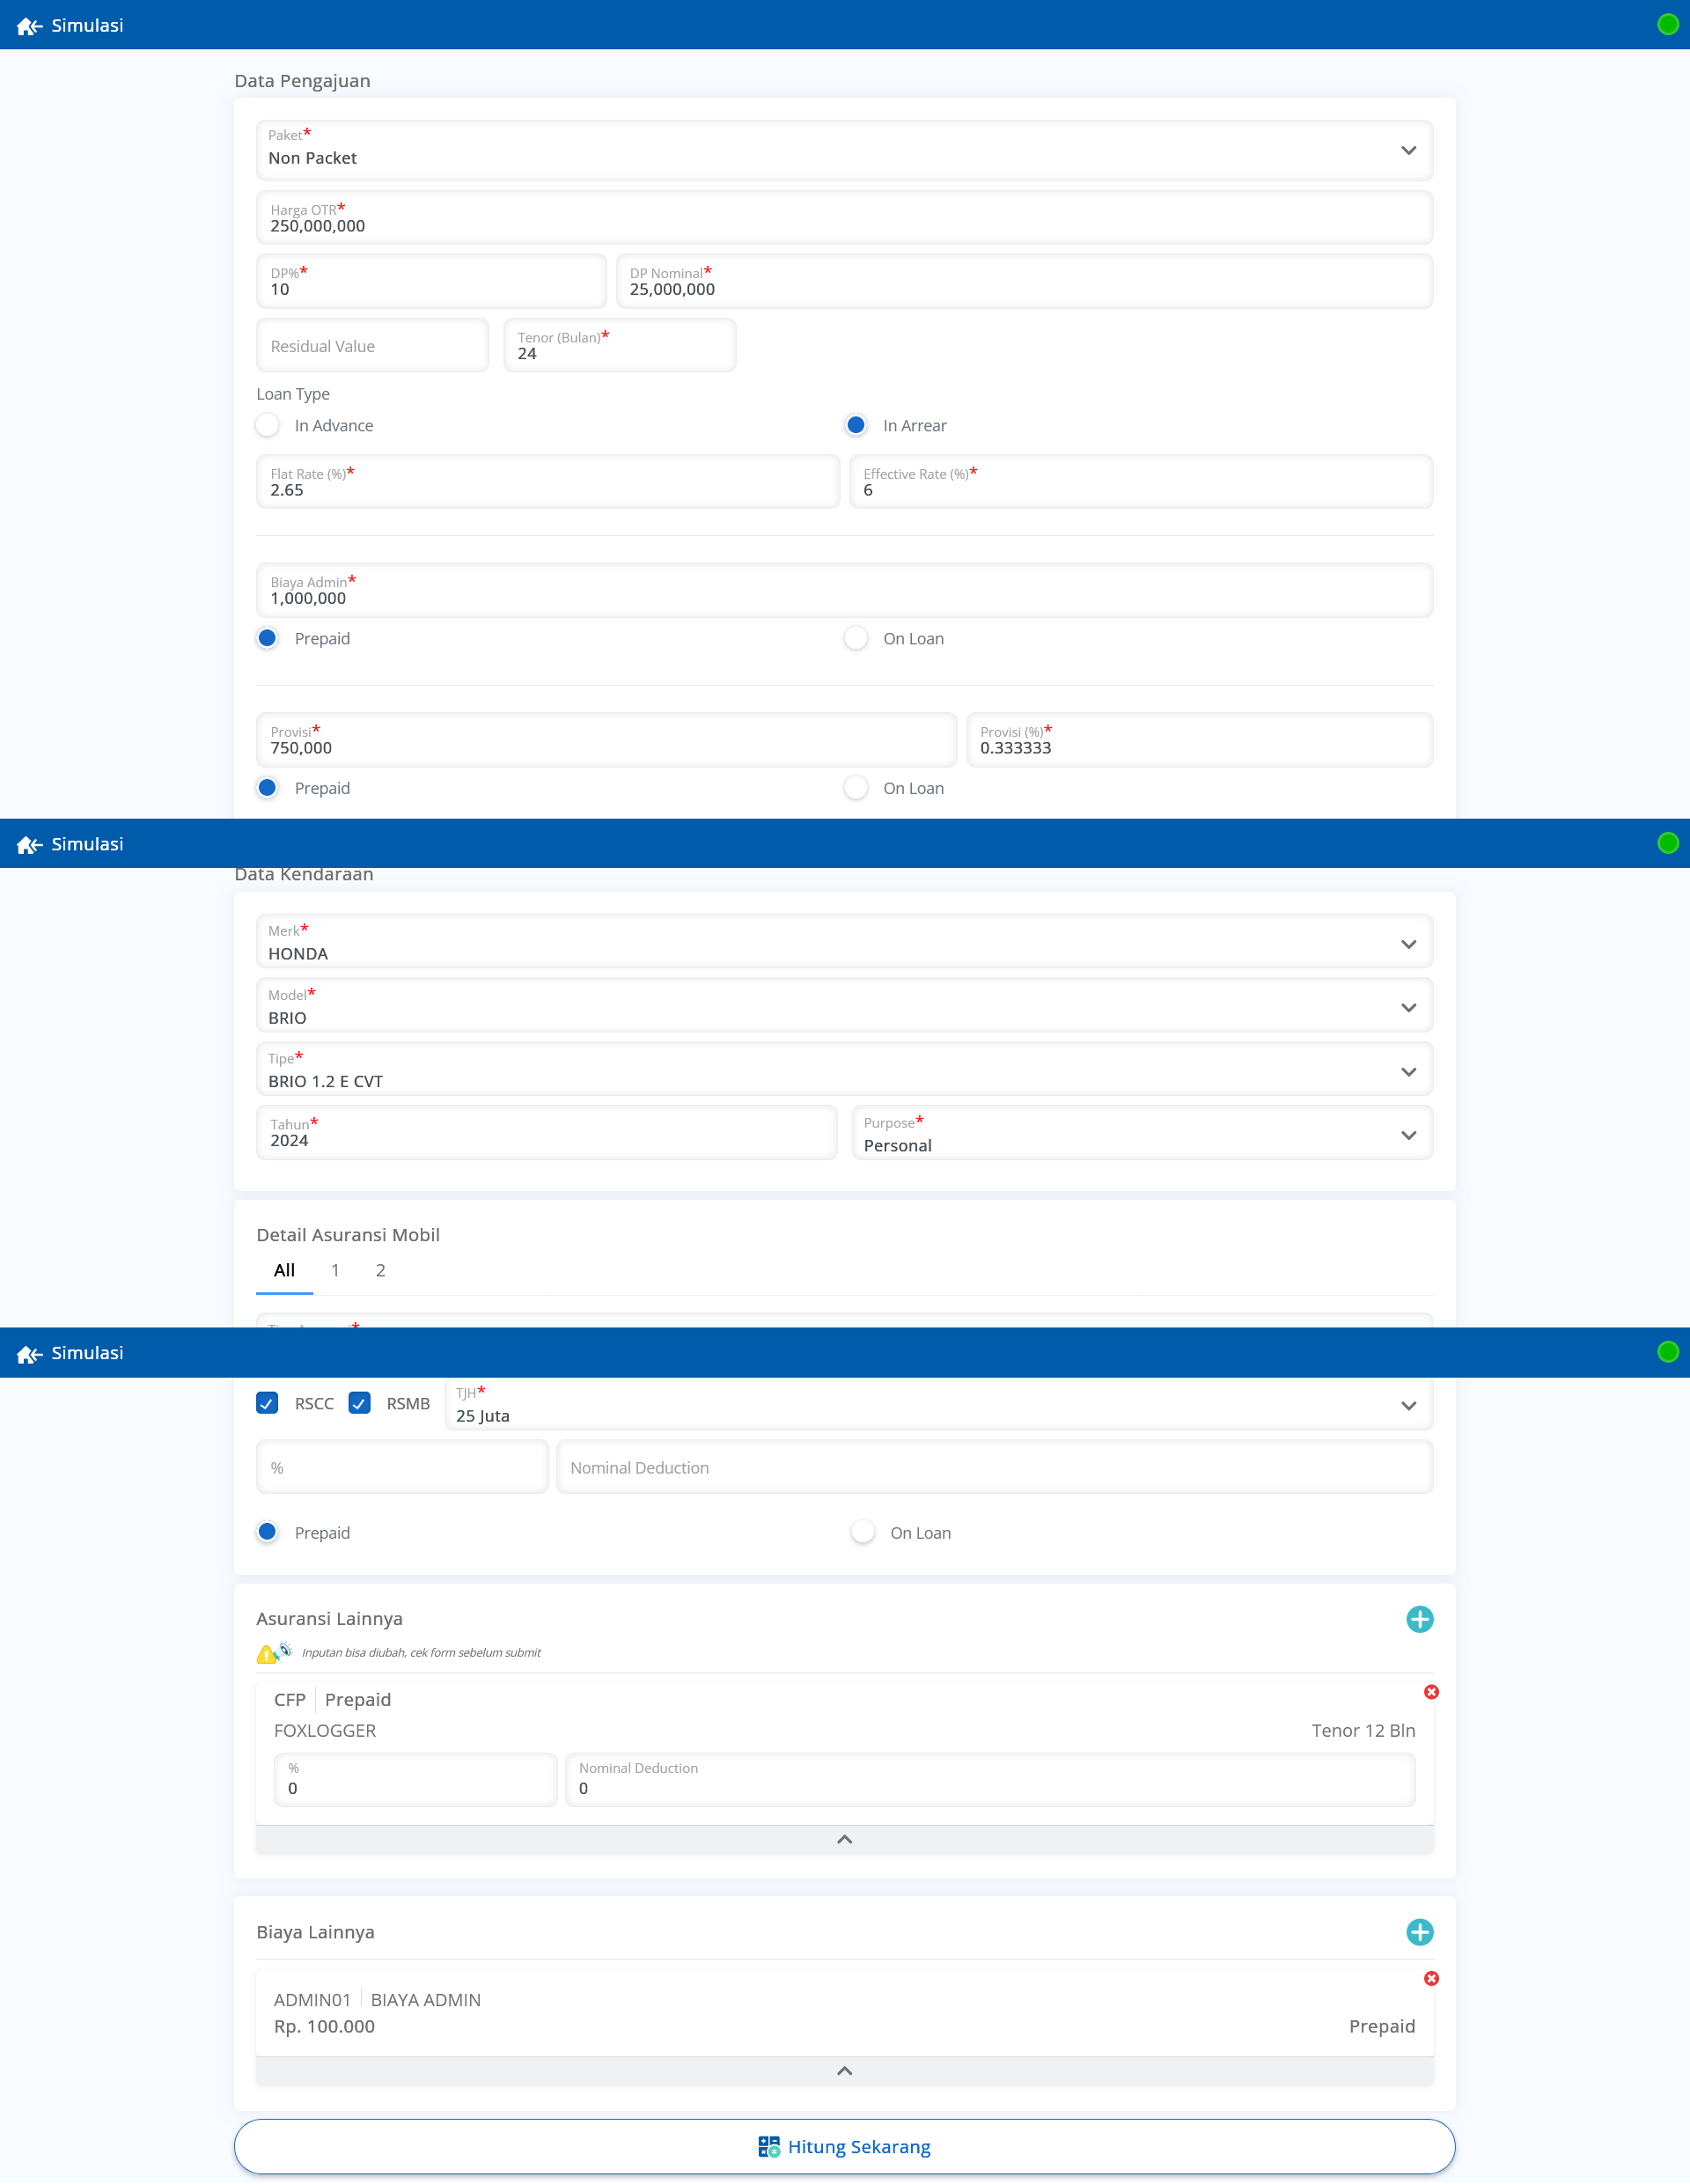 Simulasi
Data Pengajuan
Paket*
Non Packet
Harga OTR*
250,000,000
DP%*
10
DP Nominal*
25,000,000
Residual Value
Tenor (Bulan)*
24
Loan Type
In Advance
In Arrear
Flat Rate (%)*
2.65
Effective Rate (%)*
6
Biaya Admin*
1,000,000
Prepaid
On Loan
Provisi*
750,000
Provisi (%)*
0.333333
Prepaid
On Loan
Simulasi
Data Kendaraan
Merk*
HONDA
Model*
BRIO
Tipe*
BRIO 1.2 E CVT
Tahun*
2024
Purpose*
Personal
Detail Asuransi Mobil
All 1 2
Simulasi
RSCC RSMB
TJH*
25 Juta
%
Nominal Deduction
Prepaid
On Loan
Asuransi Lainnya
Inputan bisa diubah, cek form sebelum submit
CFP Prepaid
FOXLOGGER
Tenor 12 Bln
%
0
Nominal Deduction
0
Biaya Lainnya
ADMIN01 BIAYA ADMIN
Rp. 100.000
Prepaid
Hitung Sekarang